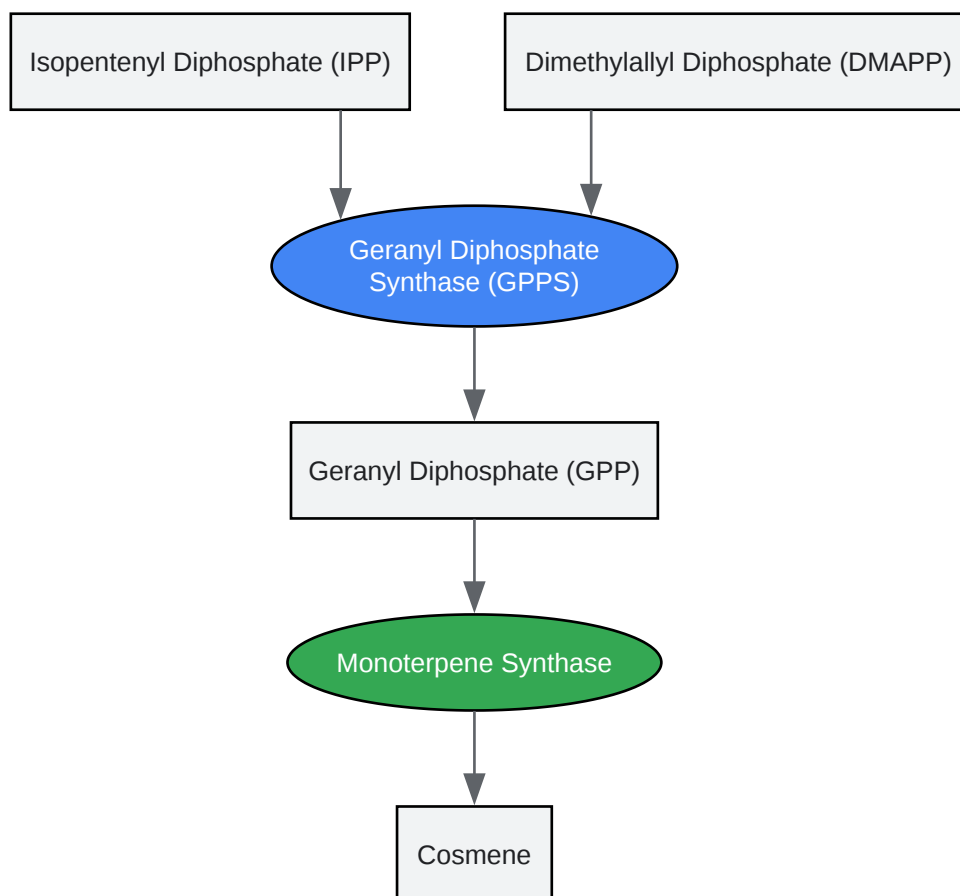 Isopentenyl Diphosphate (IPP)
Dimethylallyl Diphosphate (DMAPP)
Geranyl Diphosphate
Synthase (GPPS)
Geranyl Diphosphate (GPP)
Monoterpene Synthase
Cosmene